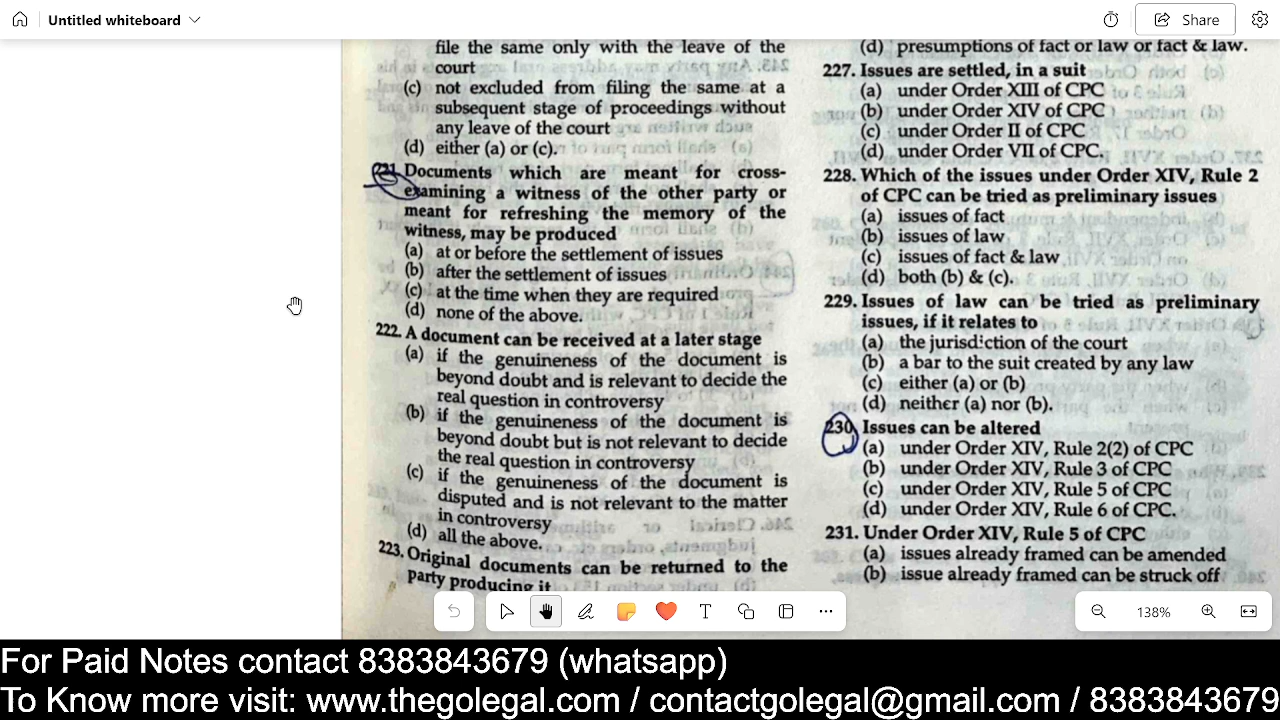 Untitled whiteboard
Share
file the same only with the leave of the
court
(c) not excluded from filing the same at a
subsequent stage of proceedings without
any leave of the court
(d) either (a) or (c).
221. Documents which are meant for cross-
examining a witness of the other party or
meant for refreshing the memory of the
witness, may be produced
(a) at or before the settlement of issues
(b) after the settlement of issues
(c) at the time when they are required
(d) none of the above.
222. A document can be received at a later stage
(a) if the genuineness of the document is
beyond doubt and is relevant to decide the
real question in controversy
(b) if the genuineness of the document is
beyond doubt but is not relevant to decide
the real question in controversy
(c) if the genuineness of the document is
disputed and is not relevant to the matter
in controversy
(d) all the above.
223. Original documents can be returned to the
party producing it
(d) presumptions of fact or law or fact & law.
227. Issues are settled, in a suit
(a) under Order XIII of CPC
(b) under Order XIV of CPC
(c) under Order II of CPC
(d) under Order VII of CPC.
228. Which of the issues under Order XIV, Rule 2
of CPC can be tried as preliminary issues
(a) issues of fact
(b) issues of law
(c) issues of fact & law
(d) both (b) & (c).
229. Issues of law can be tried as preliminary
issues, if it relates to
(a) the jurisdiction of the court
(b) a bar to the suit created by any law
(c) either (a) or (b)
(d) neither (a) nor (b).
230. Issues can be altered
(a) under Order XIV, Rule 2(2) of CPC
(b) under Order XIV, Rule 3 of CPC
(c) under Order XIV, Rule 5 of CPC
(d) under Order XIV, Rule 6 of CPC.
231. Under Order XIV, Rule 5 of CPC
(a) issues already framed can be amended
(b) issue already framed can be struck off
T
138%
For Paid Notes contact 8383843679 (whatsapp)
To Know more visit: www.thegolegal.com / contactgolegal@gmail.com / 8383843679